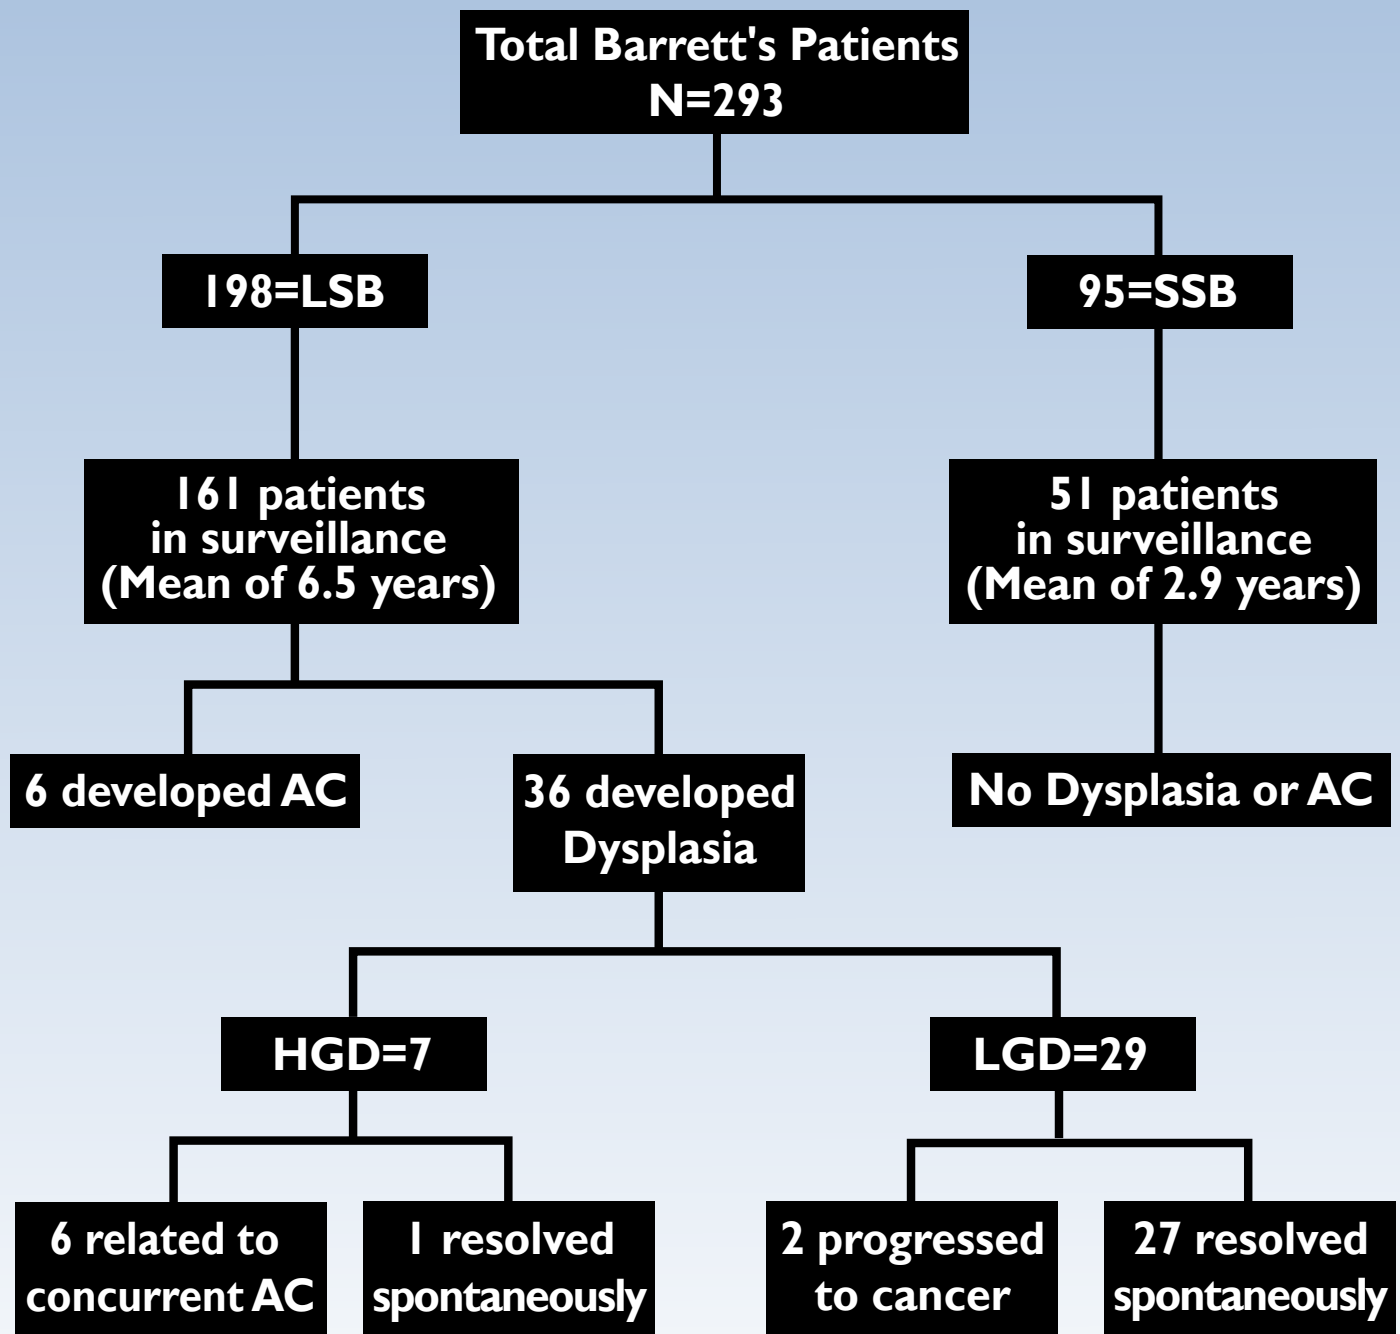 Total Barrett's Patients
N=293
198=LSB
95=SSB
161 patients
in surveillance
(Mean of 6.5 years)
51 patients
in surveillance
(Mean of 2.9 years)
6 developed AC
36 developed
Dysplasia
No Dysplasia or AC
HGD=7
LGD=29
6 related to
concurrent AC
1 resolved
spontaneously
2 progressed
to cancer
27 resolved
spontaneously